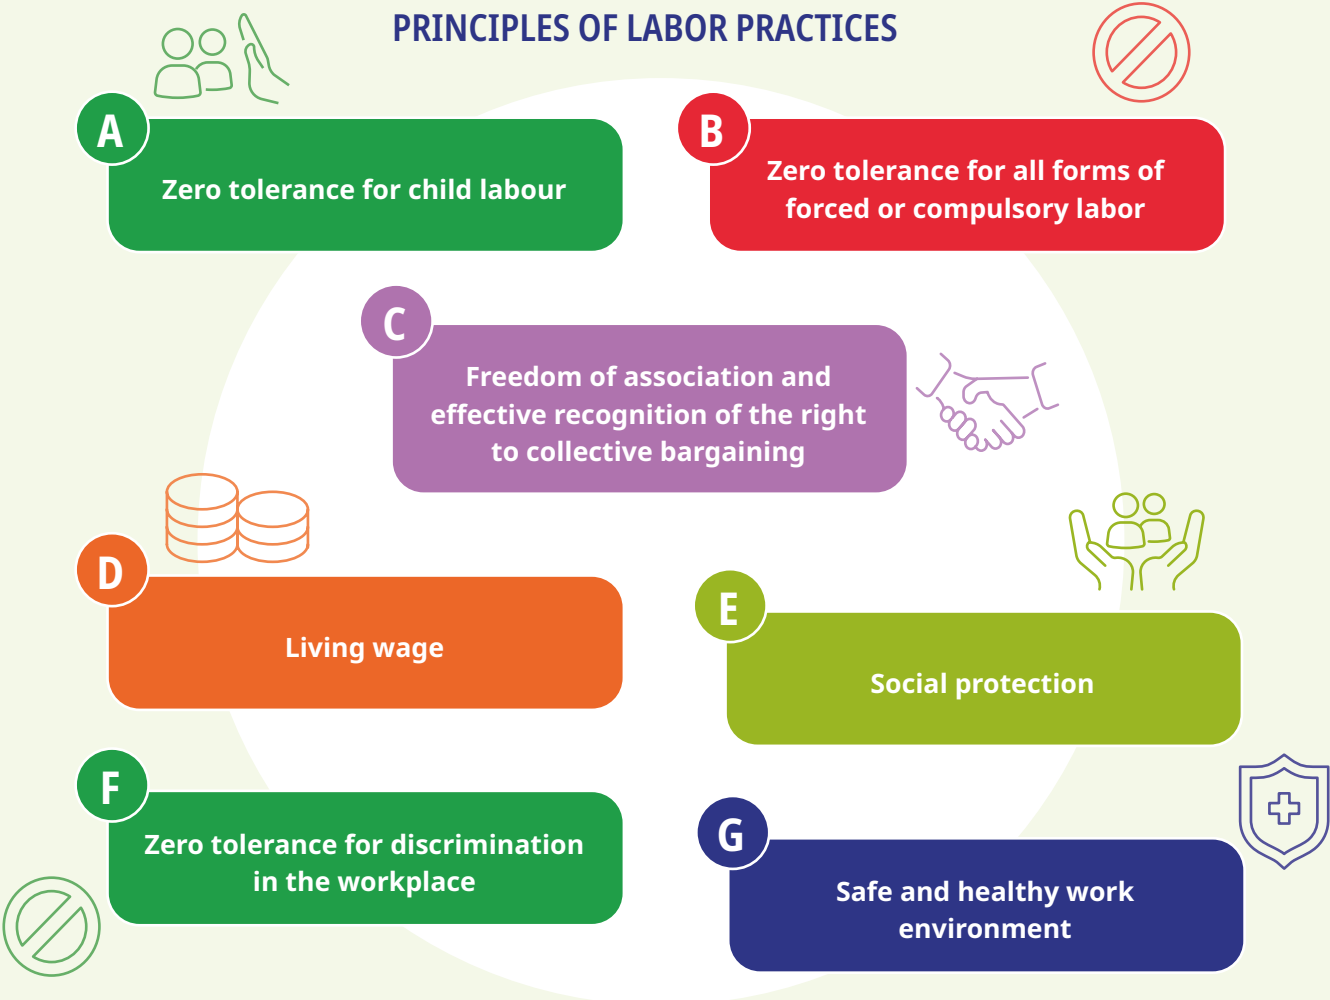 PRINCIPLES OF LABOR PRACTICES
A
Zero tolerance for child labour
B
Zero tolerance for all forms of
forced or compulsory labor
C
Freedom of association and
effective recognition of the right
to collective bargaining
D
Living wage
E
Social protection
F
Zero tolerance for discrimination
in the workplace
G
Safe and healthy work
environment